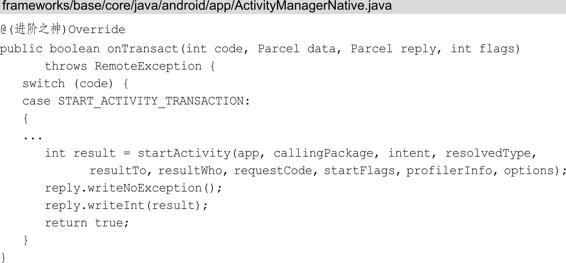 frameworks/base/core/java/android/app/ActivityManagerNative.java
@(进阶之神)Override
public boolean onTransact(int code, Parcel data, Parcel reply, int flags)
throws RemoteException {
switch (code) {
case START_ACTIVITY_TRANSACTION:
{
...
int result = startActivity(app, callingPackage, intent, resolvedType,
resultTo, resultWho, requestCode, startFlags, profilerInfo, options);
reply.writeNoException();
reply.writeInt(result);
return true;
}
}